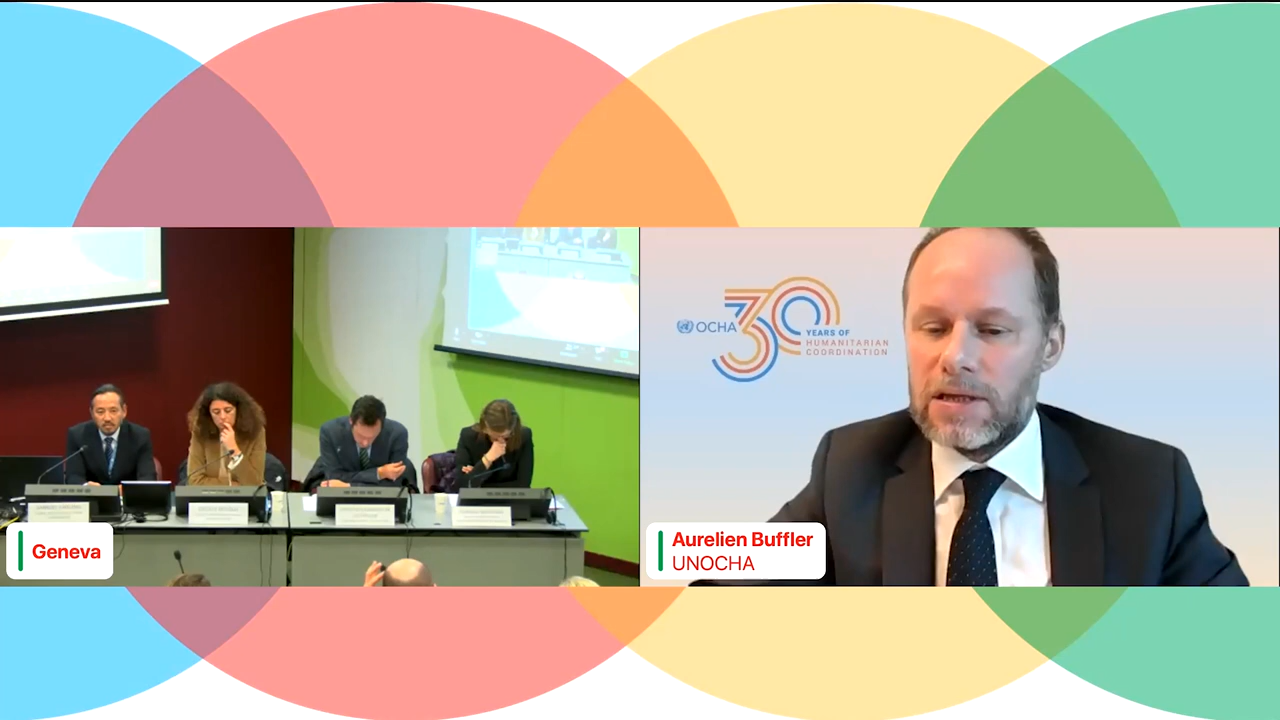 OCHA
30
YEARS OF
HUMANITARIAN
COORDINATION
Geneva
Aurelien Buffler
UNOCHA